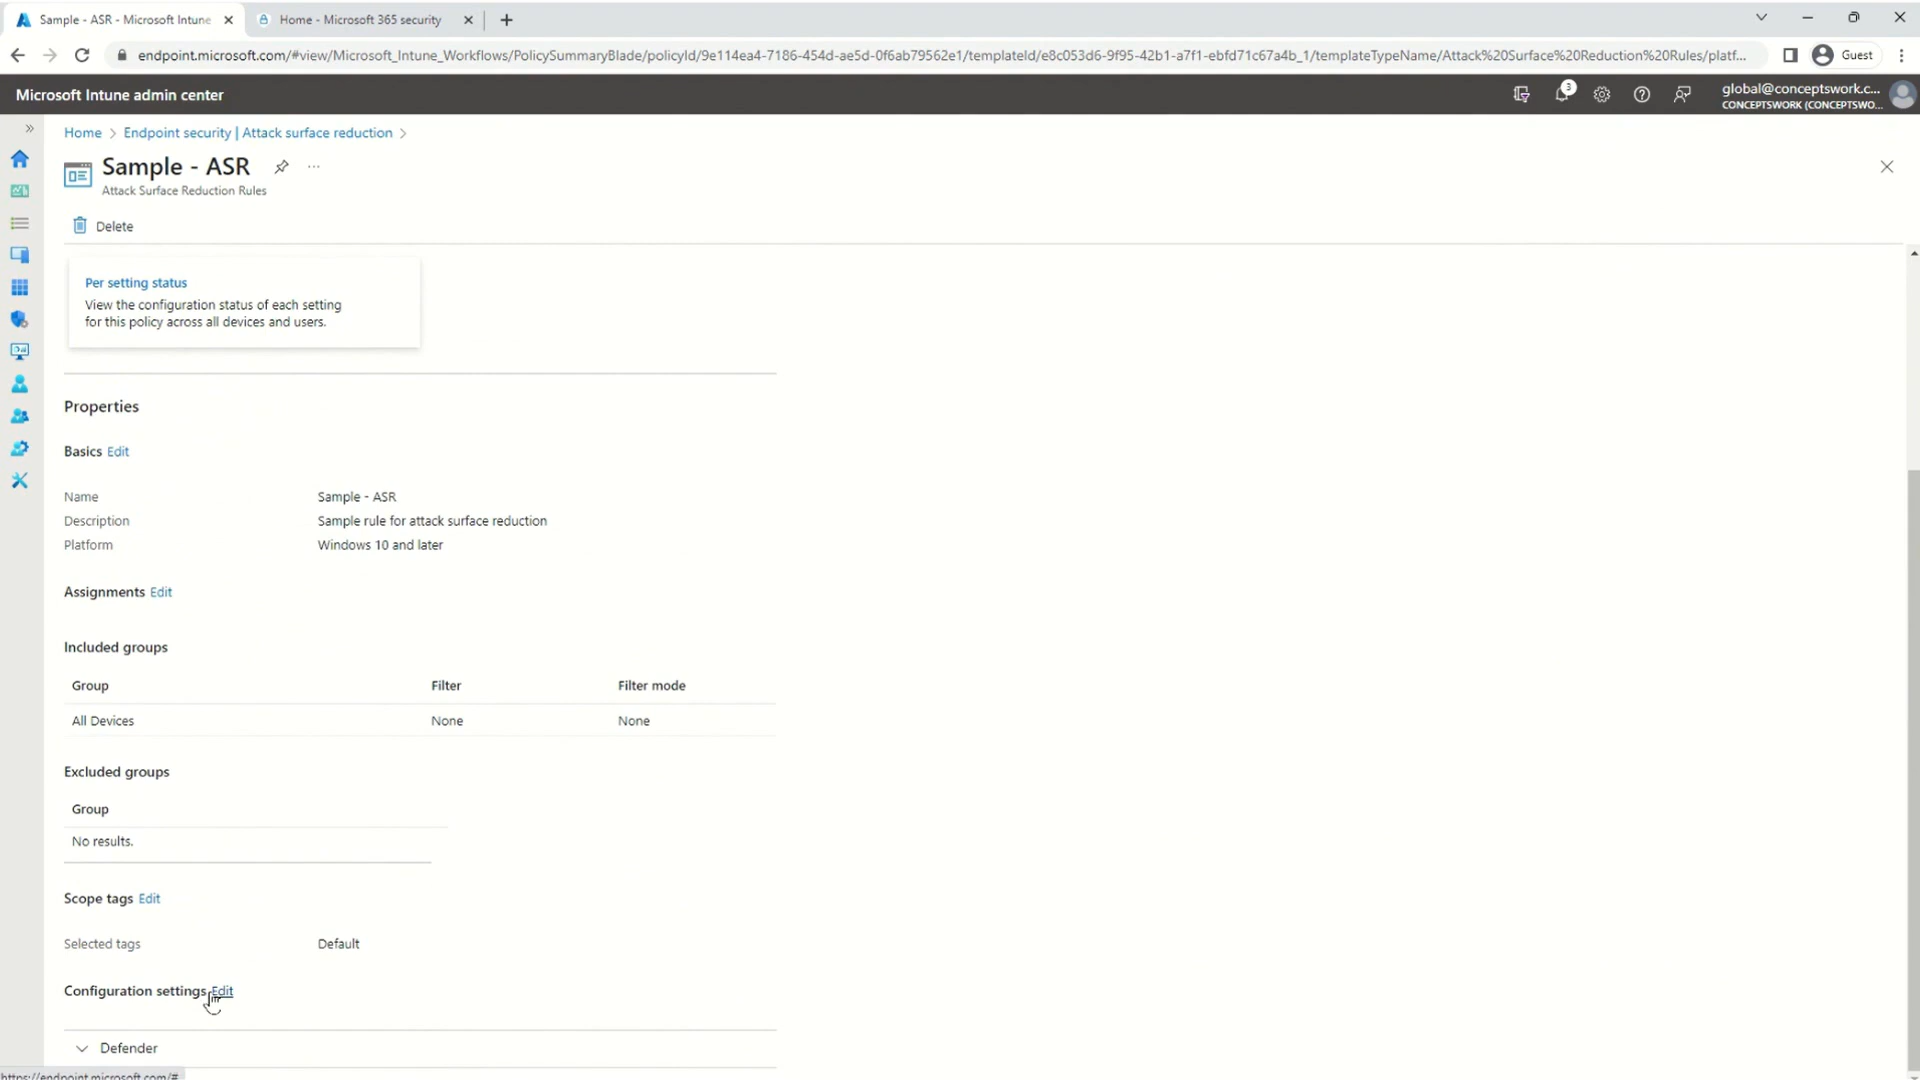 Sample - ASR - Microsoft Intune
Home - Microsoft 365 security
endpoint.microsoft.com/#view/Microsoft_Intune_Workflows/PolicySummaryBlade/policyId/9e114ea4-7186-454d-ae5d-0f6ab79562e1/templateId/e8c053d6-9f95-42b1-a7f1-ebfd71c67a4b_1/templateTypeName/Attack%20Surface%20Reduction%20Rules/platf...
Guest
Microsoft Intune admin center
3
global@conceptswork.c...
CONCEPTSWORK (CONCEPTSWO...
Home > Endpoint security | Attack surface reduction >
Sample - ASR
...
Attack Surface Reduction Rules
Delete
Per setting status
View the configuration status of each setting
for this policy across all devices and users.
Properties
Basics Edit
Name Sample - ASR
Description Sample rule for attack surface reduction
Platform Windows 10 and later
Assignments Edit
Included groups
Group Filter Filter mode
All Devices None None
Excluded groups
Group
No results.
Scope tags Edit
Selected tags Default
Configuration settings Edit
Defender
https://endpoint.microsoft.com/#